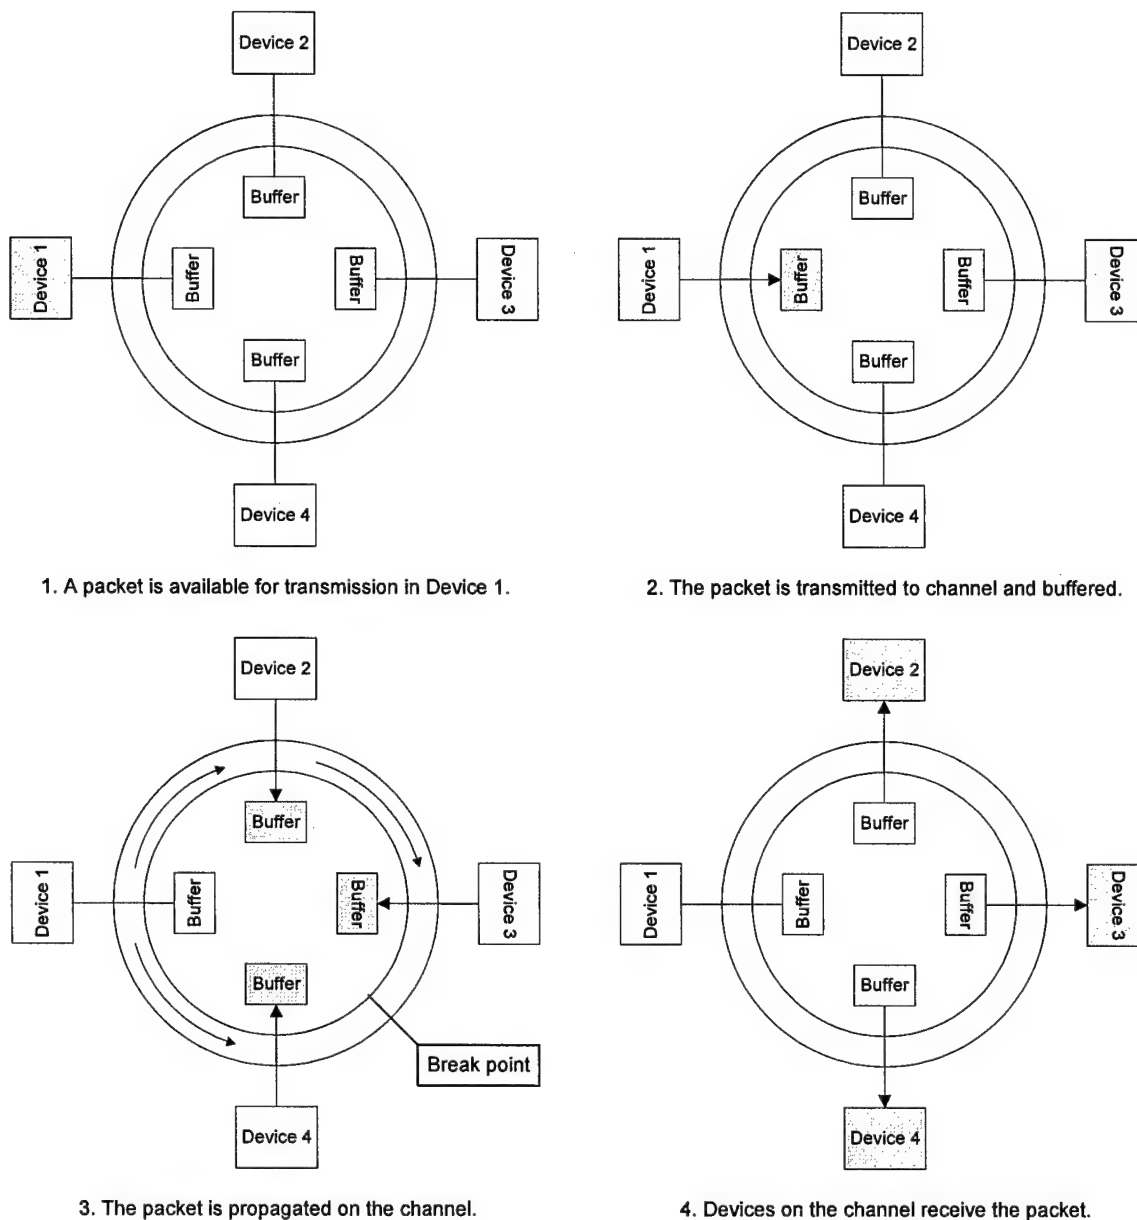 Device 2
Buffer
Device 1
Buffer
Buffer
Device 3
Buffer
Device 4
1. A packet is available for transmission in Device 1.
Device 2
Buffer
Device 1
Buffer
Buffer
Device 3
Buffer
Device 4
2. The packet is transmitted to channel and buffered.
Device 2
Buffer
Device 1
Buffer
Buffer
Device 3
Buffer
Break point
Device 4
3. The packet is propagated on the channel.
Device 2
Buffer
Device 1
Buffer
Buffer
Device 3
Buffer
Device 4
4. Devices on the channel receive the packet.